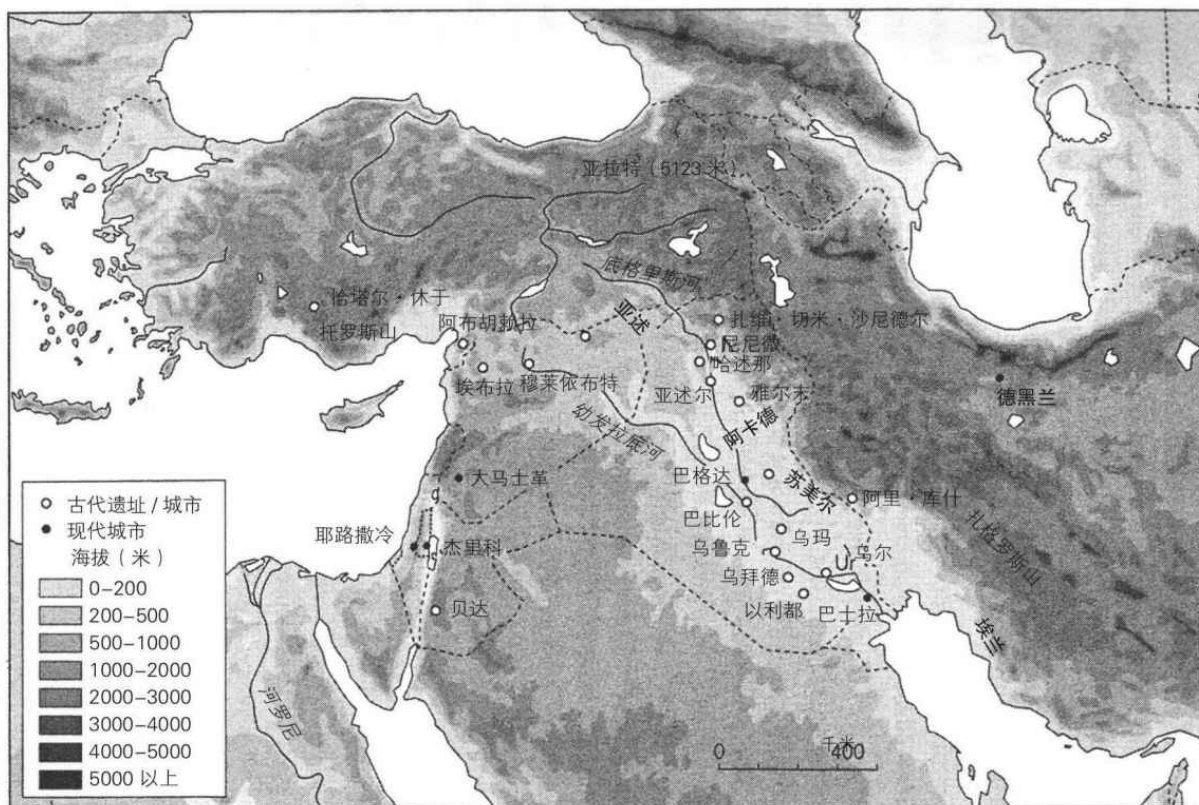 亚拉特（5123 米）
底格里斯河
恰塔尔·休于
托罗斯山
阿布胡赖拉
亚述
扎维·切米·沙尼德尔
尼尼微
哈述那
埃布拉
穆莱依布特
亚述尔
雅尔末
德黑兰
幼发拉底河
阿卡德
大马士革
巴格达
苏美尔
阿里·库什
巴比伦
扎格罗斯山
耶路撒冷
杰里科
乌鲁克
乌玛
乌尔
乌拜德
贝达
以利都
巴士拉
埃兰
河罗尼
千米
0 400
古代遗址/城市
现代城市
海拔（米）
0-200
200-500
500-1000
1000-2000
2000-3000
3000-4000
4000-5000
5000 以上